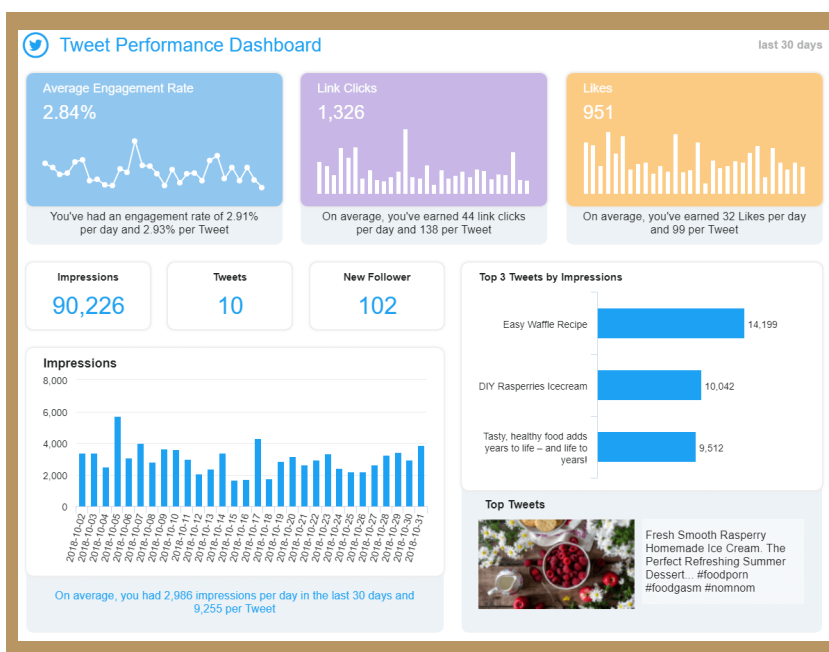 Tweet Performance Dashboard
last 30 days
Average Engagement Rate
2.84%
You've had an engagement rate of 2.91%
per day and 2.93% per Tweet
Link Clicks
1,326
On average, you've earned 44 link clicks
per day and 138 per Tweet
Likes
951
On average, you've earned 32 Likes per day
and 99 per Tweet
Impressions
90,226
Tweets
10
New Follower
102
Impressions
8,000
6,000
4,000
2,000
0
2018-10-02
2018-10-03
2018-10-04
2018-10-05
2018-10-06
2018-10-07
2018-10-08
2018-10-09
2018-10-10
2018-10-11
2018-10-12
2018-10-13
2018-10-14
2018-10-15
2018-10-16
2018-10-17
2018-10-18
2018-10-19
2018-10-20
2018-10-21
2018-10-22
2018-10-23
2018-10-24
2018-10-25
2018-10-26
2018-10-27
2018-10-28
2018-10-29
2018-10-30
2018-10-31
On average, you had 2,986 impressions per day in the last 30 days and
9,255 per Tweet
Top 3 Tweets by Impressions
Easy Waffle Recipe
14,199
DIY Rasperries Icecream
10,042
Tasty, healthy food adds
years to life – and life to
years!
9,512
Top Tweets
Fresh Smooth Rasperry
Homemade Ice Cream. The
Perfect Refreshing Summer
Dessert... #foodporn
#foodgasm #nomnom